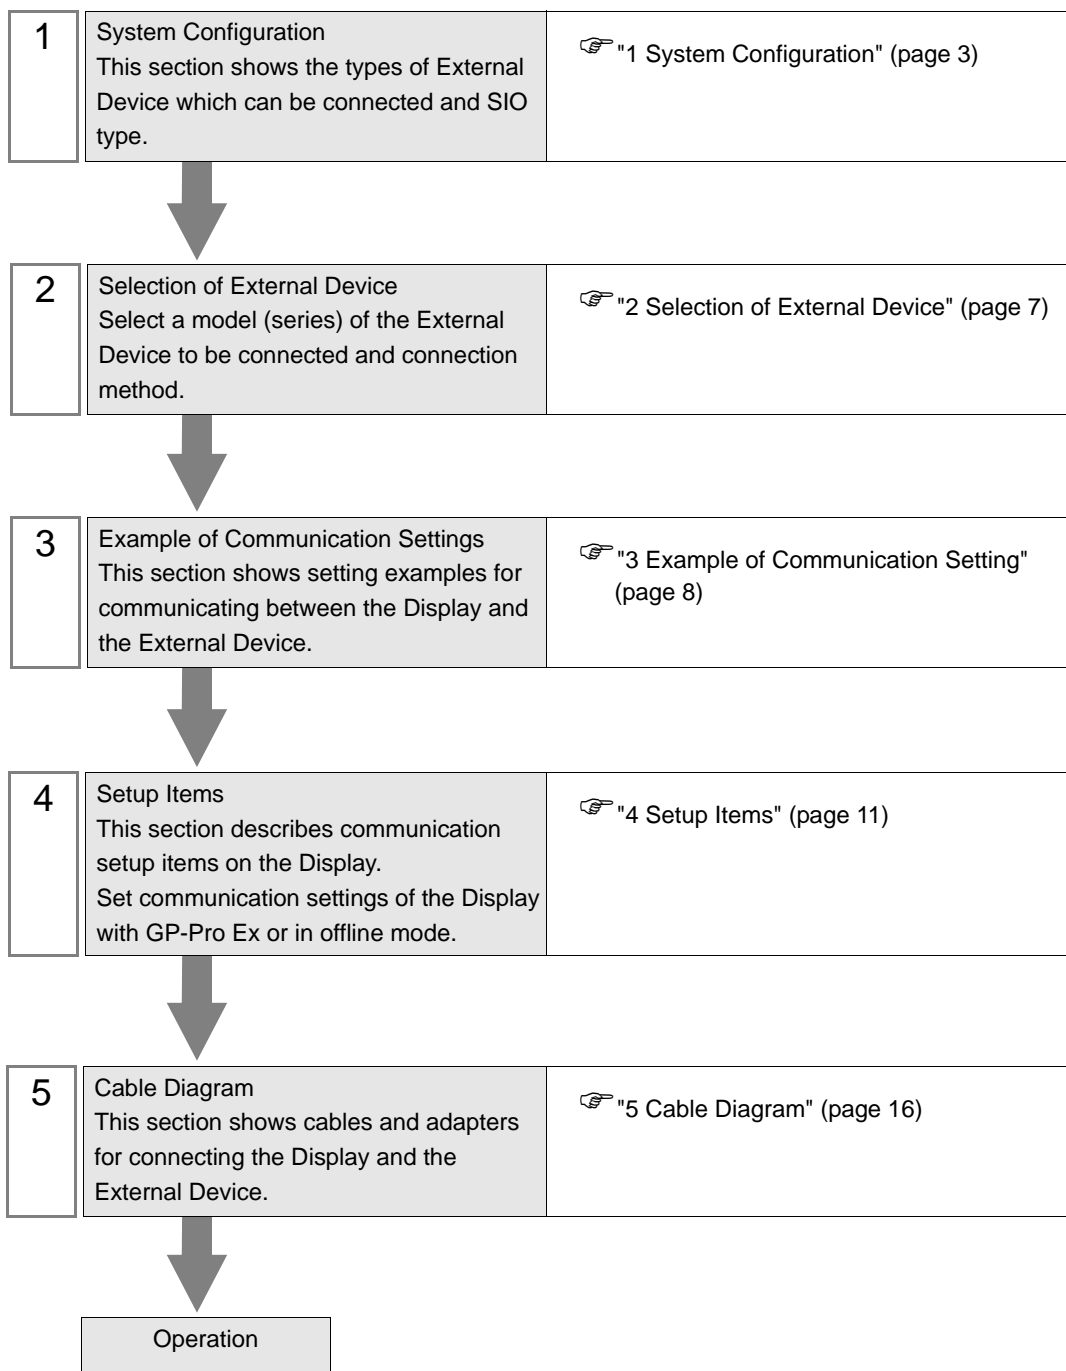 1
System Configuration
This section shows the types of External
Device which can be connected and SIO
type.
"1 System Configuration" (page 3)
2
Selection of External Device
Select a model (series) of the External
Device to be connected and connection
method.
"2 Selection of External Device" (page 7)
3
Example of Communication Settings
This section shows setting examples for
communicating between the Display and
the External Device.
"3 Example of Communication Setting"
(page 8)
4
Setup Items
This section describes communication
setup items on the Display.
Set communication settings of the Display
with GP-Pro Ex or in offline mode.
"4 Setup Items" (page 11)
5
Cable Diagram
This section shows cables and adapters
for connecting the Display and the
External Device.
"5 Cable Diagram" (page 16)
Operation